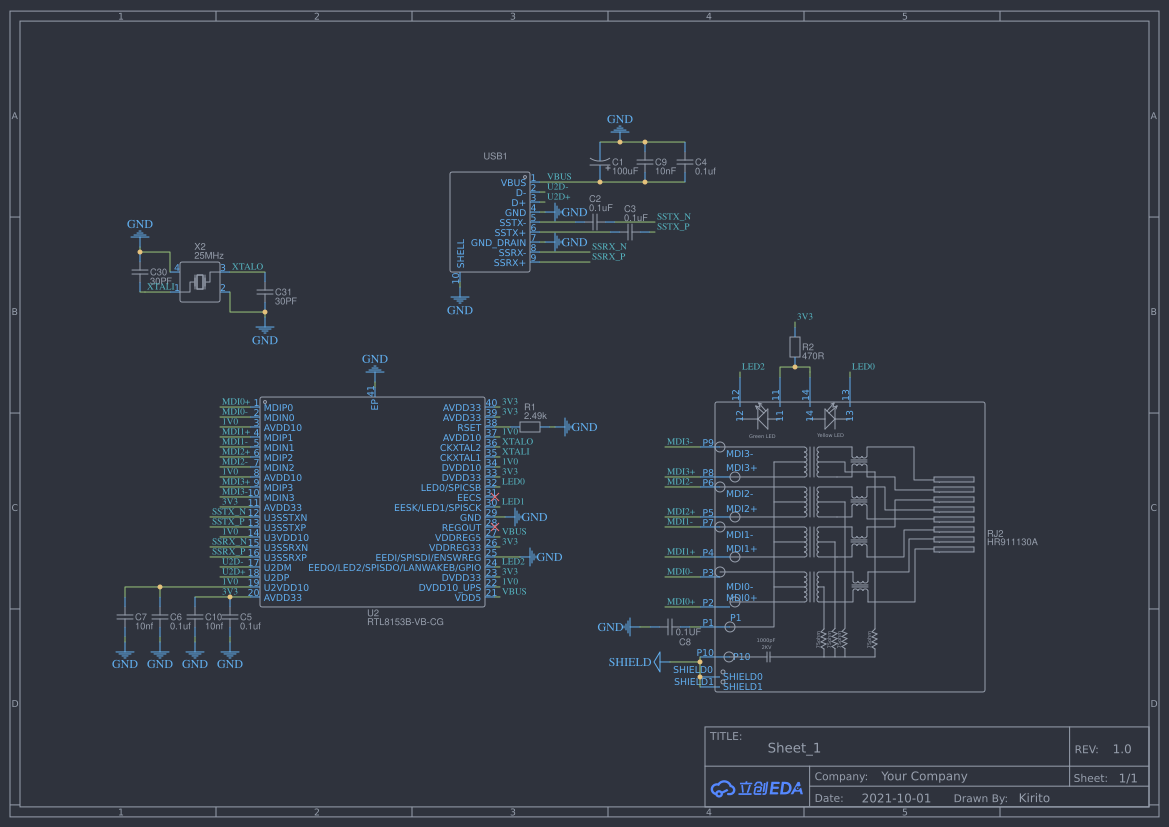 1 2 3 4 5
A A
B B
C C
D D
GND
C1
100uF
C9
10nF
C4
0.1uf
USB1
VBUS 1 VBUS
D- 2 U2D-
D+ 3 U2D+
GND 4 GND
SSTX- 5
SSTX+ 6
GND_DRAIN 7 GND
SSRX- 8 SSRX_N
SSRX+ 9 SSRX_P
SHELL
10
GND
C2
0.1uF
C3
0.1uF
SSTX_N
SSTX_P
GND
X2
25MHz
4 3 XTALO
C30
30PF
XTALI 1 2
C31
30PF
GND
GND
41
EP
MDI0+ 1 MDIP0
MDI0- 2 MDIN0
1V0 3 AVDD10
MDI1+ 4 MDIP1
MDI1- 5 MDIN1
MDI2+ 6 MDIP2
MDI2- 7 MDIN2
1V0 8 AVDD10
MDI3+ 9 MDIP3
MDI3- 10 MDIN3
3V3 11 AVDD33
SSTX_N 12 U3SSTXN
SSTX_P 13 U3SSTXP
1V0 14 U3VDD10
SSRX_N 15 U3SSRXN
SSRX_P 16 U3SSRXP
U2D- 17 U2DM
U2D+ 18 U2DP
1V0 19 U2VDD10
3V3 20 AVDD33
AVDD33 40 3V3
AVDD33 39 3V3
RSET 38
AVDD10 37 1V0
CKXTAL2 36 XTALO
CKXTAL1 35 XTALI
DVDD10 34 1V0
DVDD33 33 3V3
LED0/SPICSB 32 LED0
EECS 31
EESK/LED1/SPISCK 30 LED1
GND 29 GND
REGOUT 28
VDDREG5 27 VBUS
VDDREG33 26 3V3
EEDI/SPISDI/ENSWREG 25 GND
EEDO/LED2/SPISDO/LANWAKEB/GPIO 24 LED2
DVDD33 23 3V3
DVDD10_UPS 22 1V0
VDD5 21 VBUS
R1
2.49k
GND
U2
RTL8153B-VB-CG
C7
10nf
C6
0.1uf
C10
10nf
C5
0.1uf
GND GND GND GND
3V3
R2
470R
LED2 LED0
12 11 14 13
12 11 14 13
Green LED Yellow LED
MDI3- P9
MDI3-
MDI3+ P8 MDI3+
MDI2- P6
MDI2-
MDI2+ P5 MDI2+
MDI1- P7
MDI1-
MDI1+ P4 MDI1+
MDI0- P3
MDI0-
MDI0+ P2 MDI0+
GND
0.1UF
C8
P1 P1
SHIELD
P10 P10
1000pF
2KV
SHIELD0 SHIELD0
SHIELD1 SHIELD1
RJ2
HR911130A
TITLE:
Sheet_1
REV: 1.0
立创EDA
Company: Your Company
Sheet: 1/1
Date: 2021-10-01 Drawn By: Kirito
1 2 3 4 5